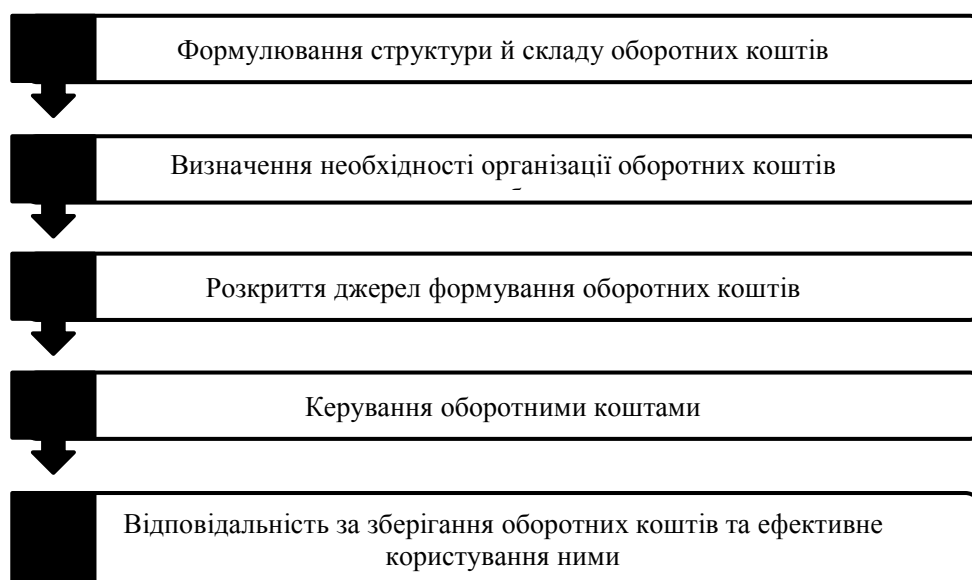 Формулювання структури й складу оборотних коштів
Визначення необхідності організації оборотних коштів
Розкриття джерел формування оборотних коштів
Керування оборотними коштами
Відповідальність за зберігання оборотних коштів та ефективне
користування ними